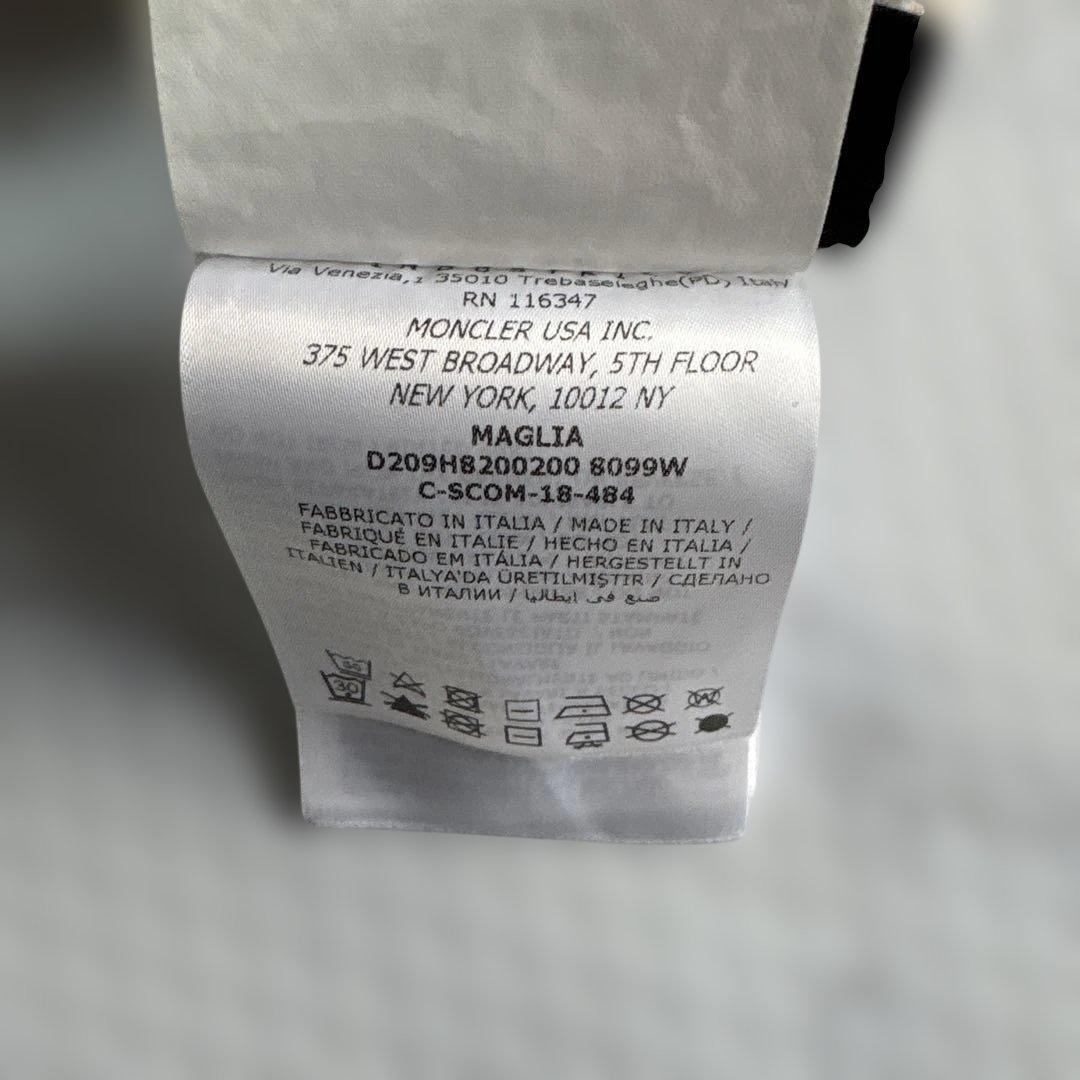 Via Venezia,1 35010 Trebaseleghe(PD) Italy
RN 116347
MONCLER USA INC.
375 WEST BROADWAY, 5TH FLOOR
NEW YORK, 10012 NY
MAGLIA
D209H8200200 8099W
C-SCOM-18-484
FABBRICATO IN ITALIA / MADE IN ITALY /
FABRIQUÉ EN ITALIE / HECHO EN ITALIA /
FABRICADO EM ITÁLIA / HERGESTELLT IN
ITALIEN / ITALYA'DA ÜRETILMIŞTIR / СДЕЛАНО
В ИТАЛИИ / صنع في ايطاليا
30
W